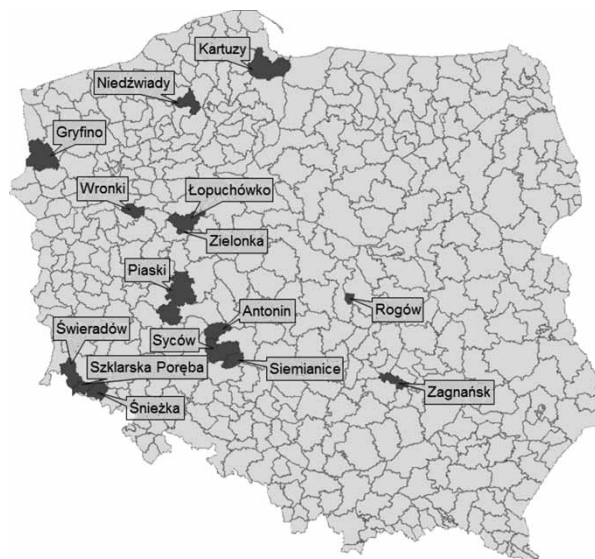 Kartuzy
Niedźwiady
Gryfino
Wronki
Łopuchówko
Zielonka
Piaski
Antonin
Rogów
Świeradów
Syców
Szklarska Poręba
Siemianice
Zagnańsk
Śnieżka